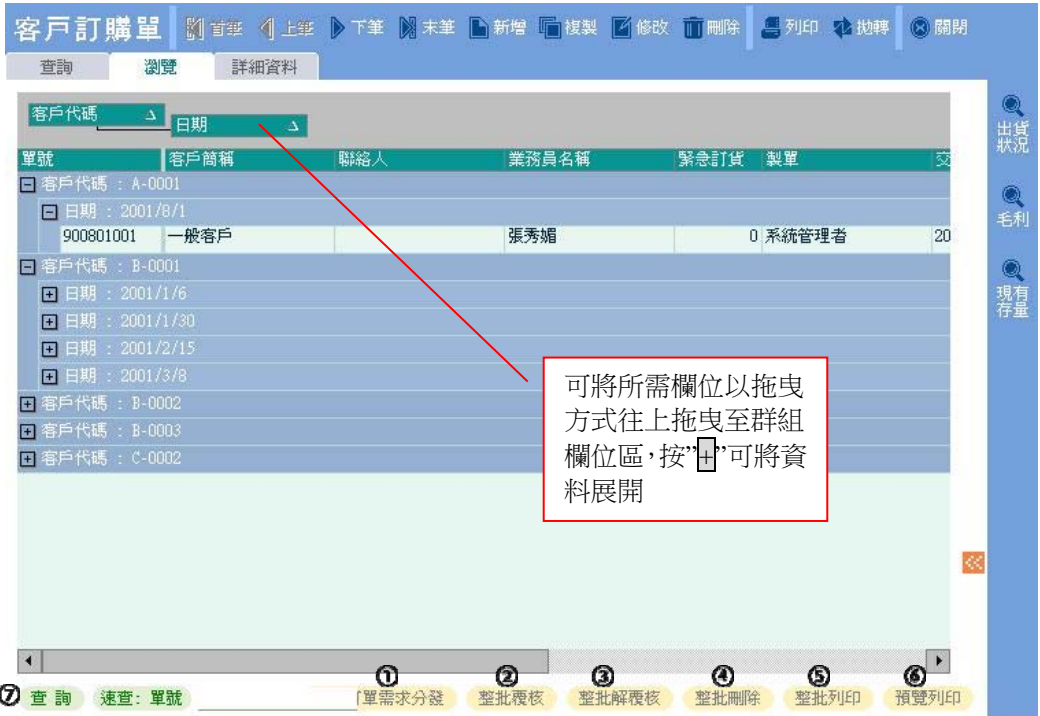 客戶訂購單 首筆 上筆 下筆 末筆 新增 複製 修改 刪除 列印 拋轉 關閉
查詢 瀏覽 詳細資料
客戶代碼
日期
單號 客戶簡稱 聯絡人 業務員名稱 緊急訂貨 製單 交
客戶代碼 : A-0001
日期 : 2001/8/1
900801001 一般客戶 張秀媚 0 系統管理者 20
客戶代碼 : B-0001
日期 : 2001/1/6
日期 : 2001/1/30
日期 : 2001/2/15
日期 : 2001/3/8
客戶代碼 : B-0002
客戶代碼 : B-0003
客戶代碼 : C-0002
可將所需欄位以拖曳
方式往上拖曳至群組
欄位區,按”+”可將資
料展開
出貨
狀況
毛利
現有
存量
① ② ③ ④ ⑤ ⑥
⑦ 查 詢 速查: 單號 單需求分發 整批覆核 整批解覆核 整批刪除 整批列印 預覽列印